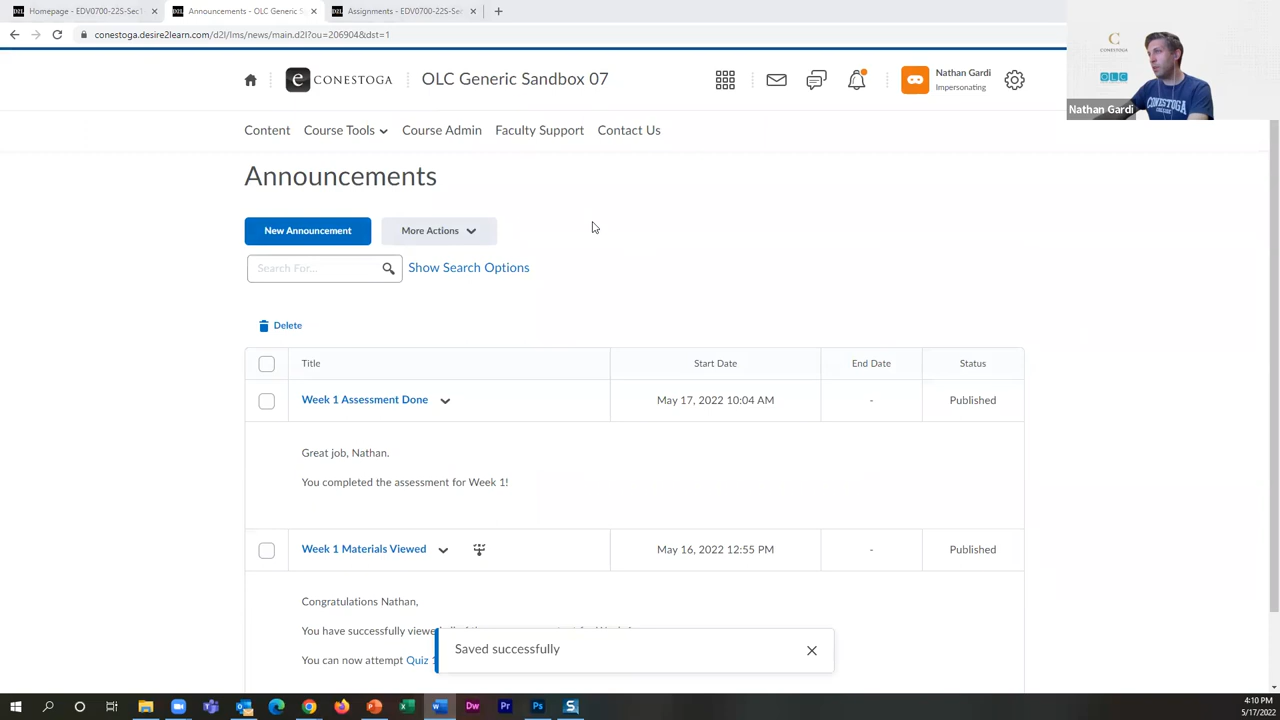 Homepage - EDV0700-22S-Sec1
Announcements - OLC Generic S
Assignments - EDV0700-22S-Sec
conestoga.desire2learn.com/d2l/lms/news/main.d2l?ou=206904&dst=1
CONESTOGA
OLC Generic Sandbox 07
Nathan Gardi
Impersonating
CONESTOGA
OLC
CONESTOGA
Nathan Gardi
Content
Course Tools
Course Admin
Faculty Support
Contact Us
Announcements
New Announcement
More Actions
Search For...
Show Search Options
Delete
Title
Start Date
End Date
Status
Week 1 Assessment Done
May 17, 2022 10:04 AM
-
Published
Great job, Nathan.
You completed the assessment for Week 1!
Week 1 Materials Viewed
May 16, 2022 12:55 PM
-
Published
Congratulations Nathan,
You have successfully viewe
You can now attempt Quiz 1
Saved successfully
4:10 PM
5/17/2022